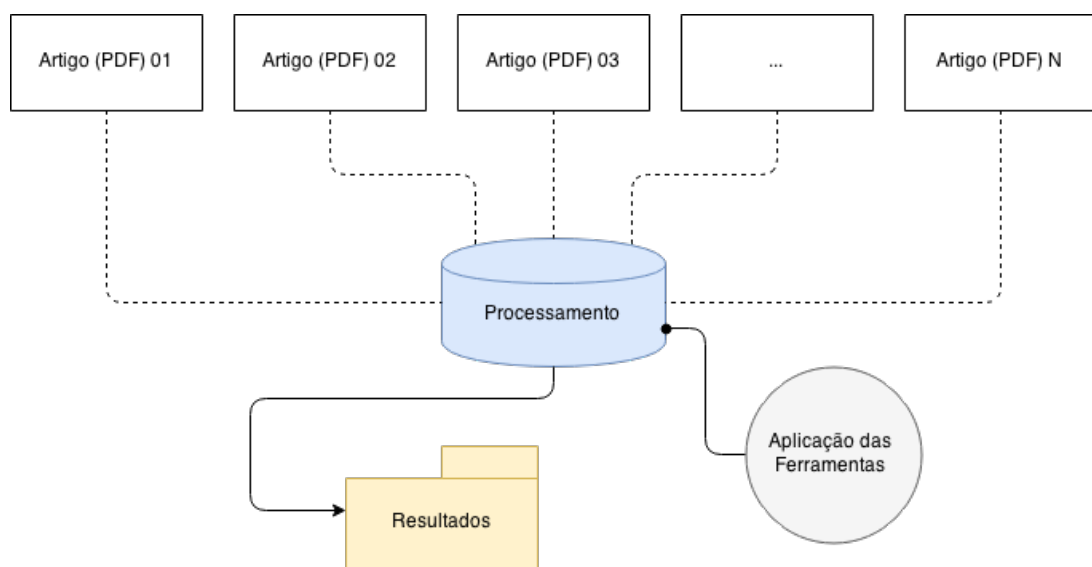 Artigo (PDF) 01
Artigo (PDF) 02
Artigo (PDF) 03
...
Artigo (PDF) N
Processamento
Aplicação das
Ferramentas
Resultados